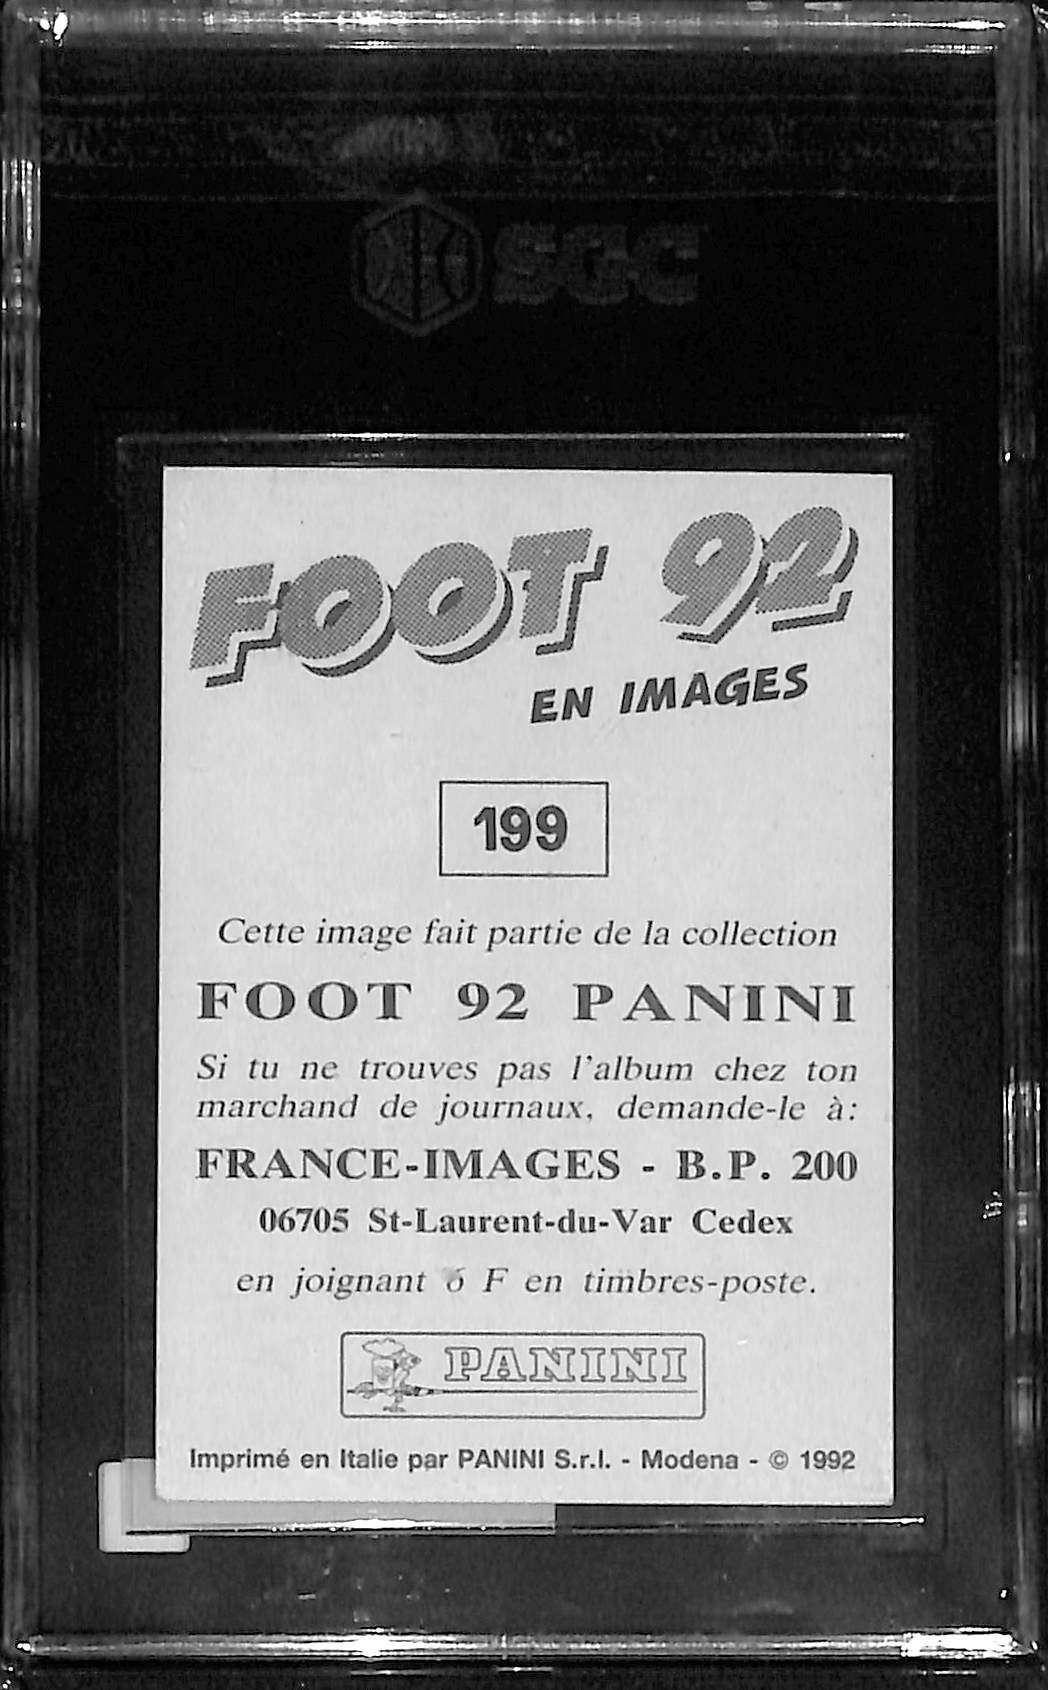 SGC
FOOT 92
EN IMAGES
199
Cette image fait partie de la collection
FOOT 92 PANINI
Si tu ne trouves pas l'album chez ton
marchand de journaux, demande-le à:
FRANCE-IMAGES - B.P. 200
06705 St-Laurent-du-Var Cedex
en joignant 6 F en timbres-poste.
PANINI
Imprimé en Italie par PANINI S.r.l. - Modena - © 1992